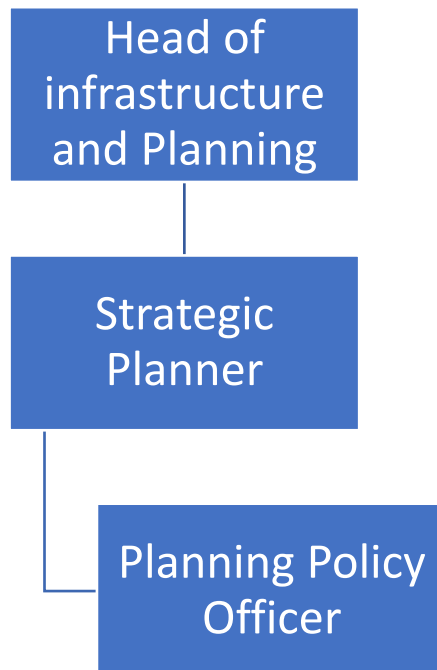 Head of
infrastructure
and Planning
Strategic
Planner
Planning Policy
Officer